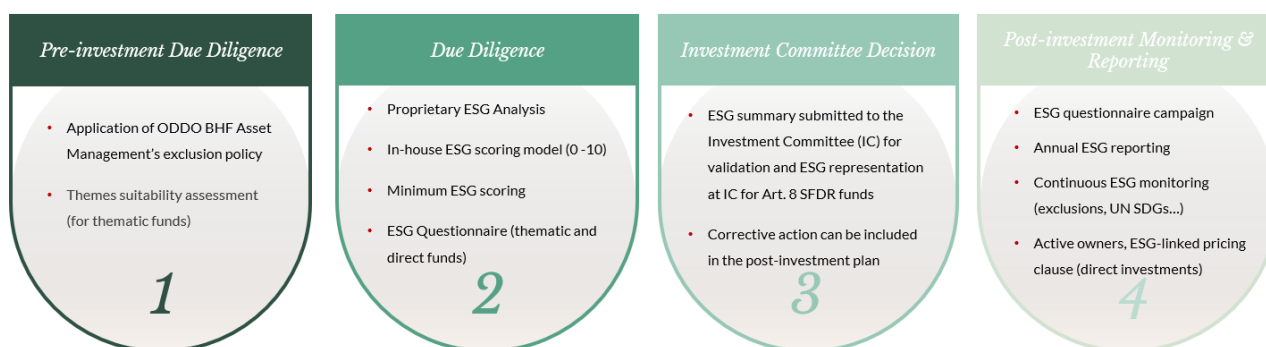 Pre-investment Due Diligence
• Application of ODDO BHF Asset
Management's exclusion policy
• Themes suitability assessment
(for thematic funds)
1
Due Diligence
• Proprietary ESG Analysis
• In-house ESG scoring model (0 -10)
• Minimum ESG scoring
• ESG Questionnaire (thematic and
direct funds)
2
Investment Committee Decision
• ESG summary submitted to the
Investment Committee (IC) for
validation and ESG representation
at IC for Art. 8 SFDR funds
• Corrective action can be included
in the post-investment plan
3
Post-investment Monitoring &
Reporting
• ESG questionnaire campaign
• Annual ESG reporting
• Continuous ESG monitoring
(exclusions, UN SDGs...)
• Active owners, ESG-linked pricing
clause (direct investments)
4